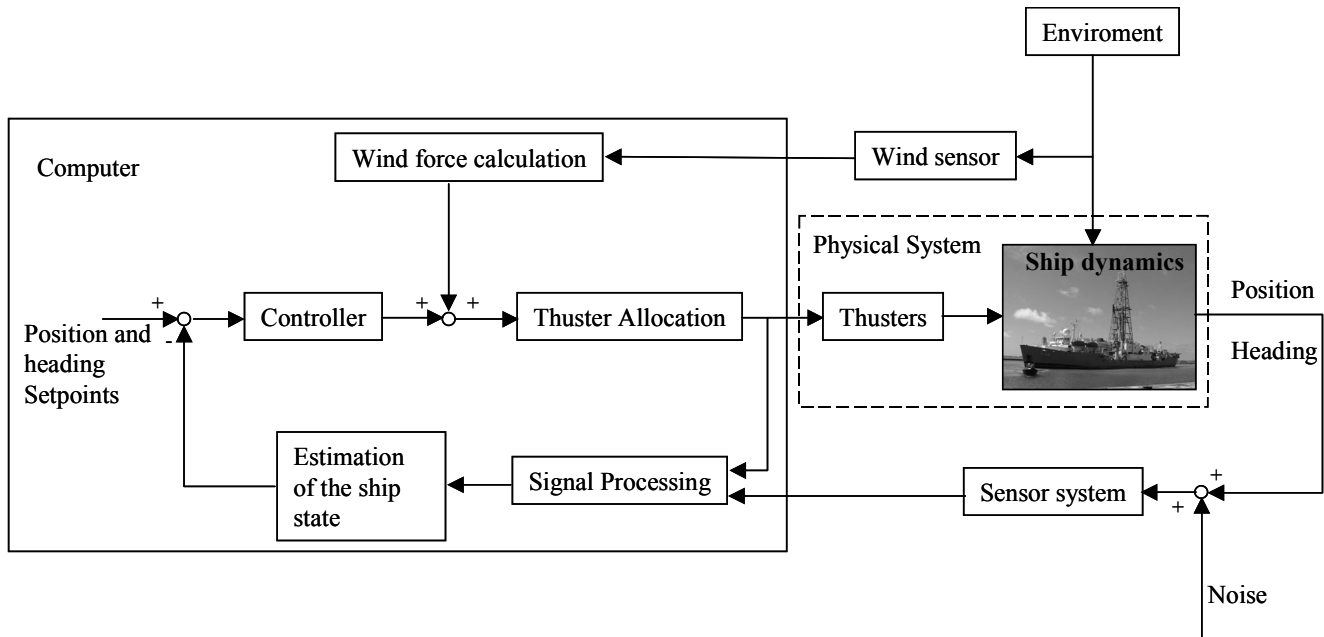 Enviroment
Wind force calculation
Wind sensor
Computer
Physical System
Ship dynamics
+
+
+
Position
Controller
Thuster Allocation
Thusters
Position and
heading
Setpoints
-
Heading
Estimation
of the ship
state
Signal Processing
Sensor system
+
+
Noise